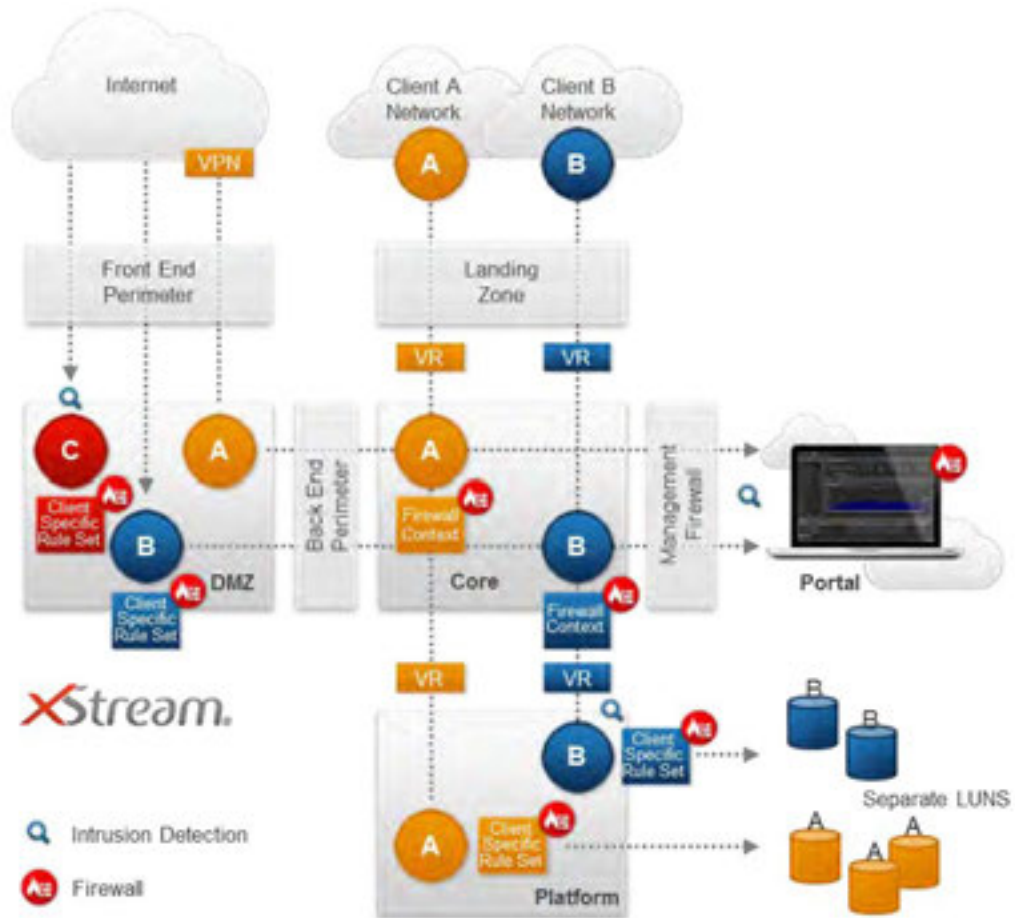 Internet
Client A
Network
Client B
Network
VPN
A
B
Front End
Perimeter
Landing
Zone
VR
VR
C
A
A
Client
Specific
Rule Set
B
DMZ
Client
Specific
Rule Set
Back End
Perimeter
Firewall
Context
B
Core
Firewall
Context
Management
Firewall
Portal
VR
VR
xStream.
B
Client
Specific
Rule Set
B
B
Separate LUNS
A
Client
Specific
Rule Set
A
A
A
Platform
Intrusion Detection
Firewall